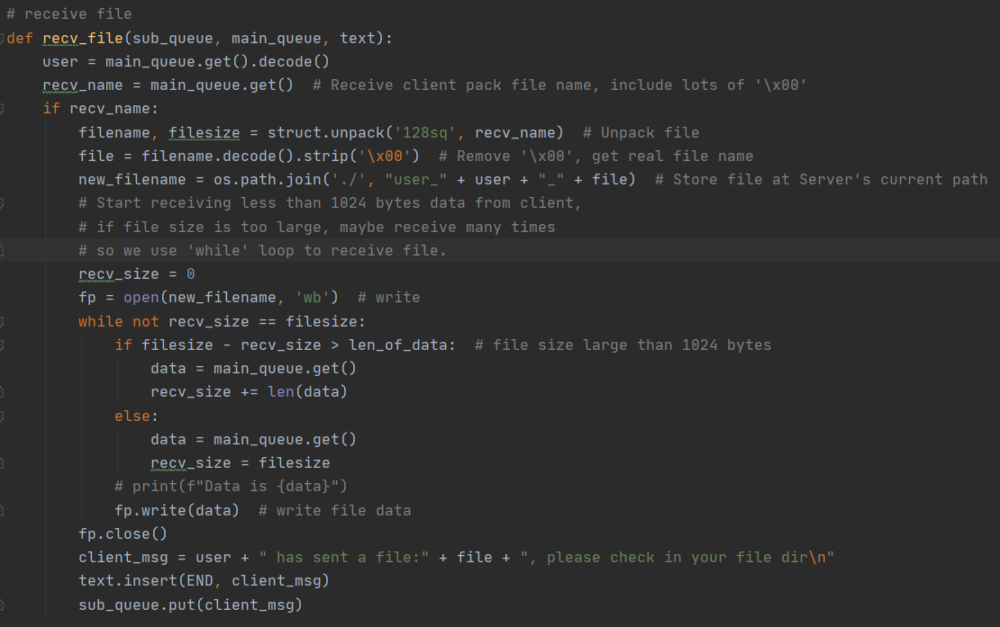 # receive file
def recv_file(sub_queue, main_queue, text):
    user = main_queue.get().decode()
    recv_name = main_queue.get()  # Receive client pack file name, include lots of '\x00'
    if recv_name:
        filename, filesize = struct.unpack('128sq', recv_name)  # Unpack file
        file = filename.decode().strip('\x00')  # Remove '\x00', get real file name
        new_filename = os.path.join('./', "user_" + user + "_" + file)  # Store file at Server's current path
        # Start receiving less than 1024 bytes data from client,
        # if file size is too large, maybe receive many times
        # so we use 'while' loop to receive file.
        recv_size = 0
        fp = open(new_filename, 'wb')  # write
        while not recv_size == filesize:
            if filesize - recv_size > len_of_data:  # file size large than 1024 bytes
                data = main_queue.get()
                recv_size += len(data)
            else:
                data = main_queue.get()
                recv_size = filesize
            # print(f"Data is {data}")
            fp.write(data)  # write file data
        fp.close()
        client_msg = user + " has sent a file:" + file + ", please check in your file dir\n"
        text.insert(END, client_msg)
        sub_queue.put(client_msg)